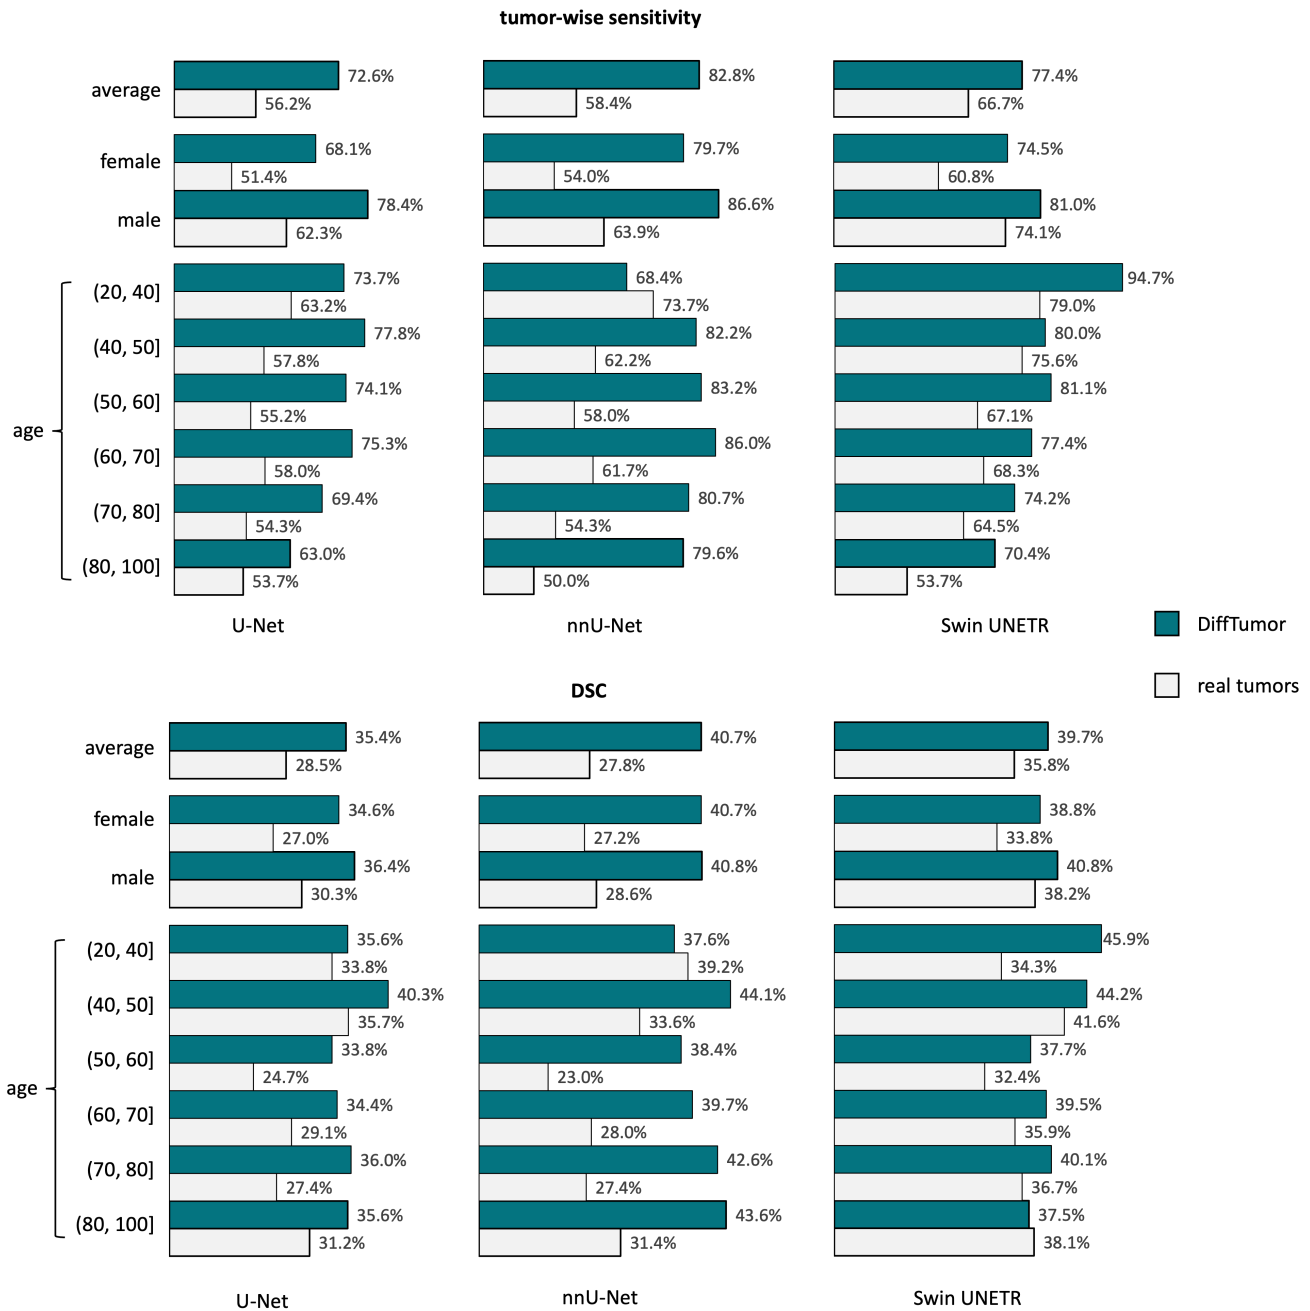 tumor-wise sensitivity
average 72.6% 56.2% 82.8% 58.4% 77.4% 66.7%
female 68.1% 51.4% 79.7% 54.0% 74.5% 60.8%
male 78.4% 62.3% 86.6% 63.9% 81.0% 74.1%
age
(20, 40] 73.7% 63.2% 68.4% 73.7% 94.7% 79.0%
(40, 50] 77.8% 57.8% 82.2% 62.2% 80.0% 75.6%
(50, 60] 74.1% 55.2% 83.2% 58.0% 81.1% 67.1%
(60, 70] 75.3% 58.0% 86.0% 61.7% 77.4% 68.3%
(70, 80] 69.4% 54.3% 80.7% 54.3% 74.2% 64.5%
(80, 100] 63.0% 53.7% 79.6% 50.0% 70.4% 53.7%
U-Net nnU-Net Swin UNETR
DiffTumor
real tumors
DSC
average 35.4% 28.5% 40.7% 27.8% 39.7% 35.8%
female 34.6% 27.0% 40.7% 27.2% 38.8% 33.8%
male 36.4% 30.3% 40.8% 28.6% 40.8% 38.2%
age
(20, 40] 35.6% 33.8% 37.6% 39.2% 45.9% 34.3%
(40, 50] 40.3% 35.7% 44.1% 33.6% 44.2% 41.6%
(50, 60] 33.8% 24.7% 38.4% 23.0% 37.7% 32.4%
(60, 70] 34.4% 29.1% 39.7% 28.0% 39.5% 35.9%
(70, 80] 36.0% 27.4% 42.6% 27.4% 40.1% 36.7%
(80, 100] 35.6% 31.2% 43.6% 31.4% 37.5% 38.1%
U-Net nnU-Net Swin UNETR